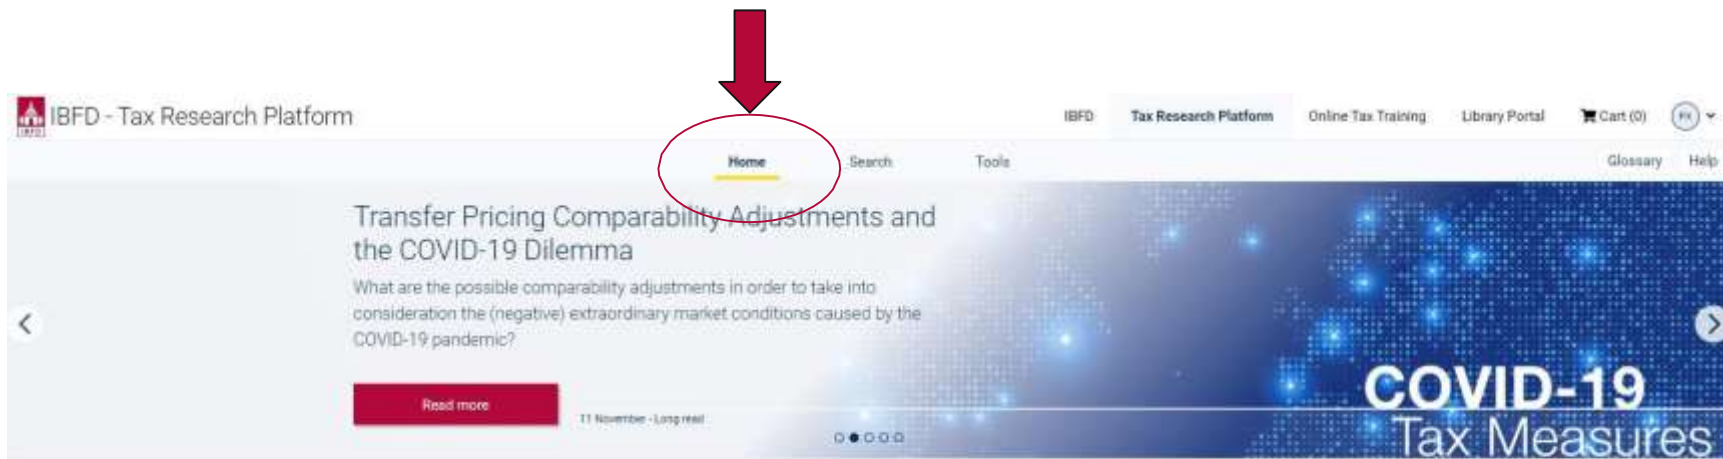 IBFD
IBFD - Tax Research Platform
IBFD Tax Research Platform Online Tax Training Library Portal Cart (0) PK
Home Search Tools Glossary Help
Transfer Pricing Comparability Adjustments and
the COVID-19 Dilemma
What are the possible comparability adjustments in order to take into
consideration the (negative) extraordinary market conditions caused by the
COVID-19 pandemic?
Read more
11 November - Long read
COVID-19
Tax Measures